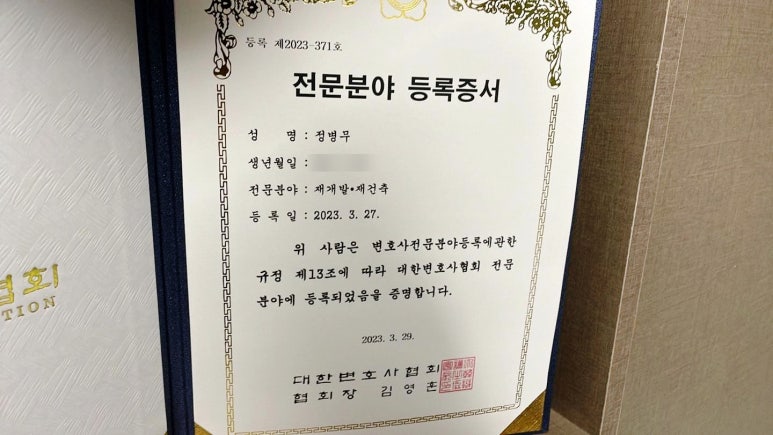 등록 제2023-371호
전문분야 등록증서
성 명 : 정병무
생년월일 :
전문분야 : 재개발•재건축
등 록 일 : 2023. 3. 27.
위 사람은 변호사전문분야등록에관한
규정 제13조에 따라 대한변호사협회 전문
분야에 등록되었음을 증명합니다.
2023. 3. 29.
대한변호사협회
협회장 김영훈
협회
TION